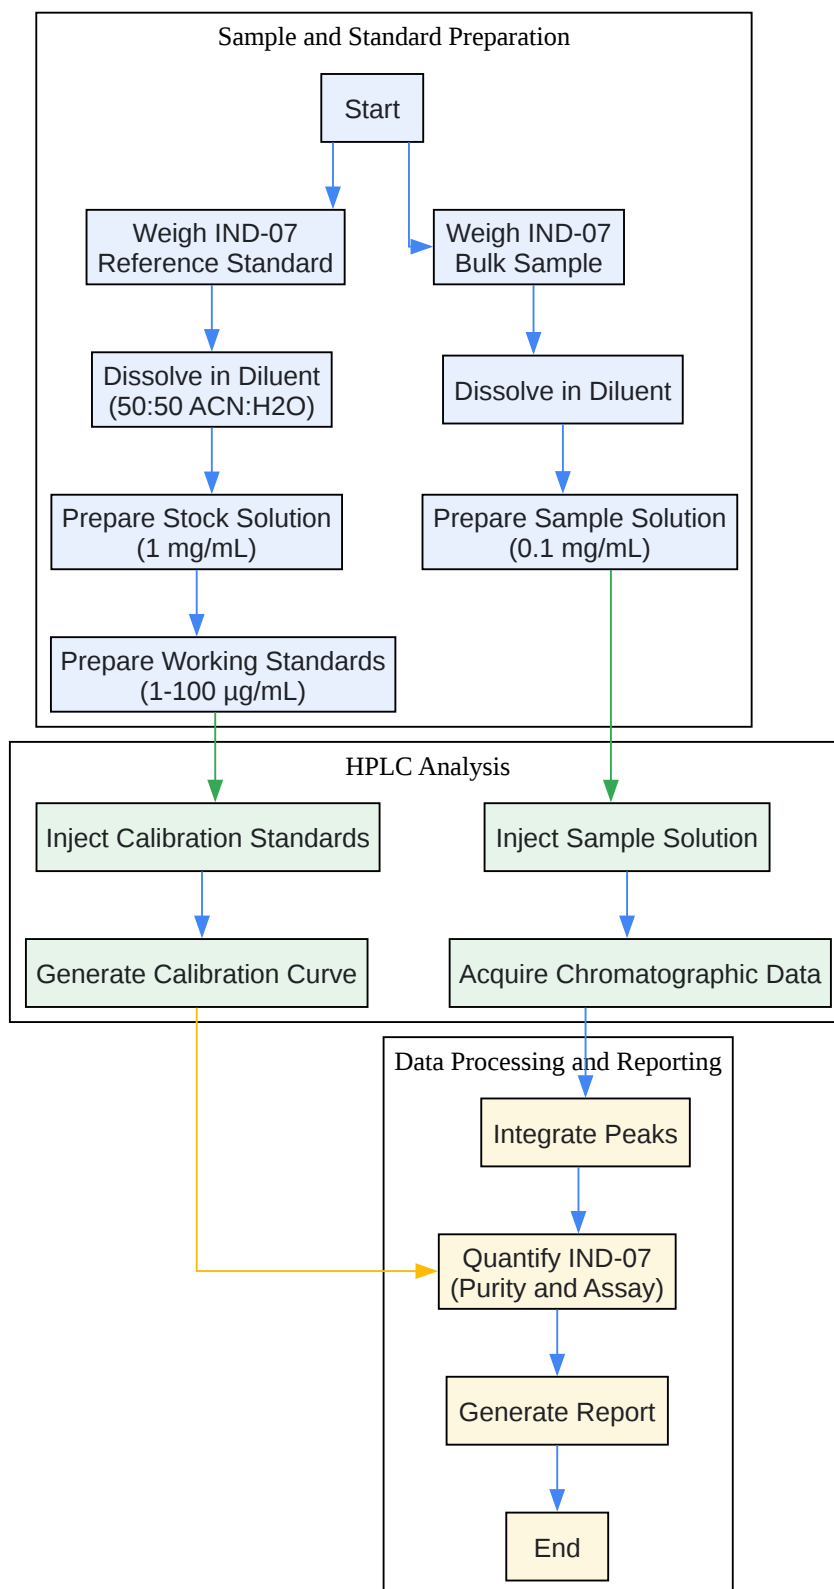 Sample and Standard Preparation
Start
Weigh IND-07
Reference Standard
Weigh IND-07
Bulk Sample
Dissolve in Diluent
(50:50 ACN:H2O)
Dissolve in Diluent
Prepare Stock Solution
(1 mg/mL)
Prepare Sample Solution
(0.1 mg/mL)
Prepare Working Standards
(1-100 µg/mL)
HPLC Analysis
Inject Calibration Standards
Inject Sample Solution
Generate Calibration Curve
Acquire Chromatographic Data
Data Processing and Reporting
Integrate Peaks
Quantify IND-07
(Purity and Assay)
Generate Report
End